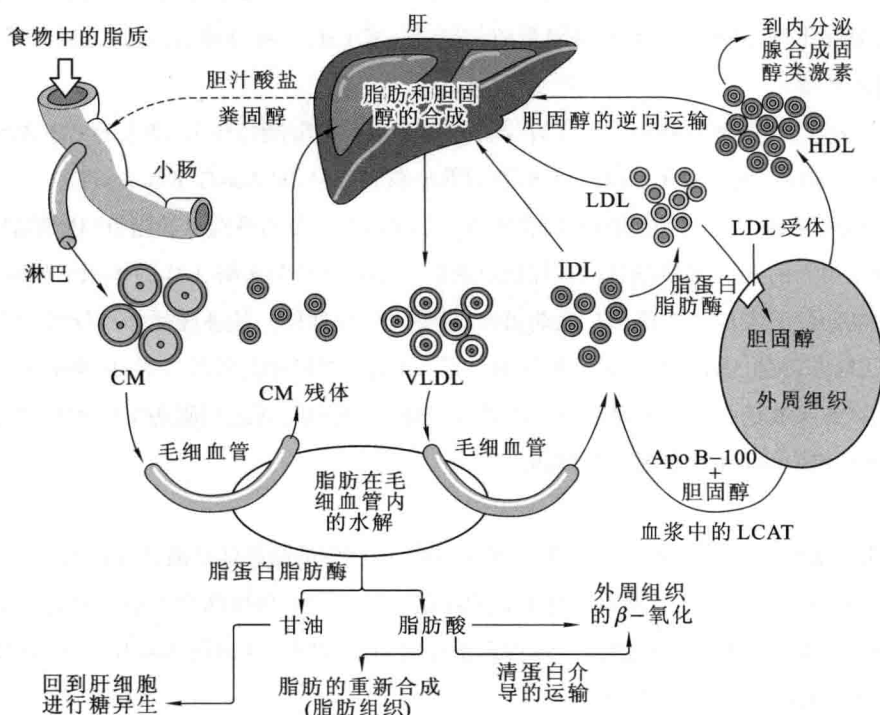 食物中的脂质
肝
到内分泌
腺合成固
醇类激素
胆汁酸盐
粪固醇
脂肪和胆固
醇的合成
胆固醇的逆向运输
HDL
小肠
LDL
LDL 受体
淋巴
IDL
脂蛋白
脂肪酶
胆固醇
外周组织
CM
CM 残体
VLDL
毛细血管
脂肪在毛
细血管内
的水解
毛细血管
Apo B-100
+
胆固醇
血浆中的 LCAT
脂蛋白脂肪酶
甘油
脂肪酸
外周组织
的β-氧化
回到肝细胞
进行糖异生
脂肪的重新合成
(脂肪组织)
清蛋白介
导的运输